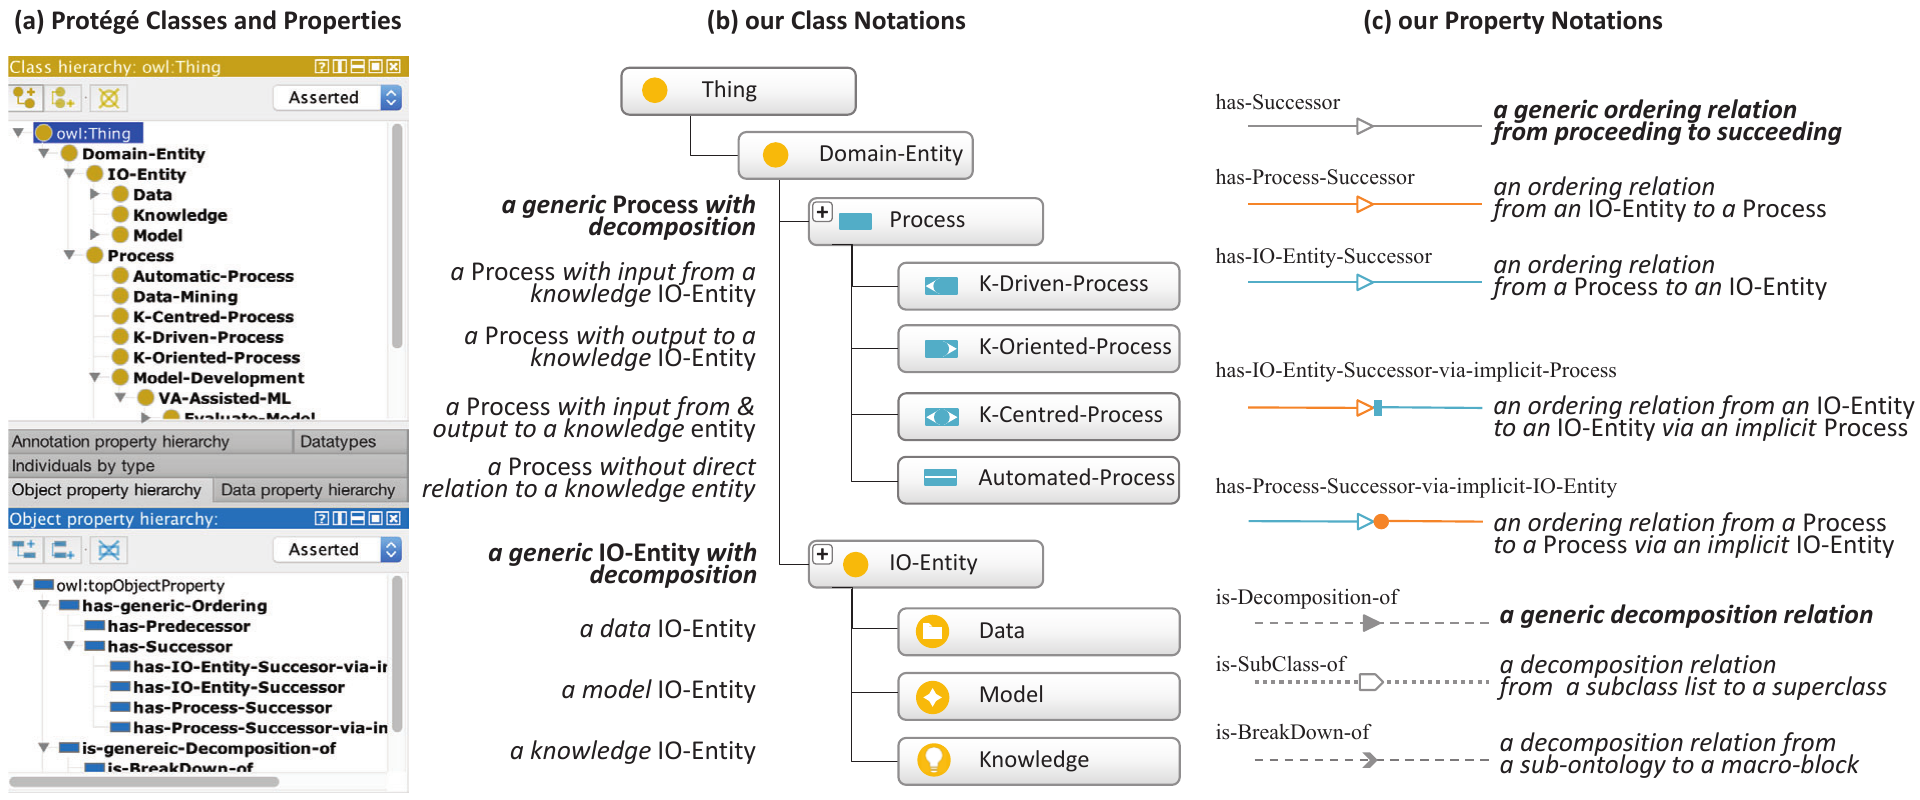 (a) Protégé Classes and Properties
Class hierarchy: owl:Thing
Asserted
owl:Thing
Domain-Entity
IO-Entity
Data
Knowledge
Model
Process
Automatic-Process
Data-Mining
K-Centred-Process
K-Driven-Process
K-Oriented-Process
Model-Development
VA-Assisted-ML
Evaluate-Model
Annotation property hierarchy
Datatypes
Individuals by type
Object property hierarchy
Data property hierarchy
Object property hierarchy:
Asserted
owl:topObjectProperty
has-generic-Ordering
has-Predecessor
has-Successor
has-IO-Entity-Succesor-via-ir
has-IO-Entity-Successor
has-Process-Successor
has-Process-Successor-via-in
is-genereic-Decomposition-of
is-BreakDown-of
(b) our Class Notations
Thing
Domain-Entity
a generic Process with
decomposition
Process
a Process with input from a
knowledge IO-Entity
K-Driven-Process
a Process with output to a
knowledge IO-Entity
K-Oriented-Process
a Process with input from &
output to a knowledge entity
K-Centred-Process
a Process without direct
relation to a knowledge entity
Automated-Process
a generic IO-Entity with
decomposition
IO-Entity
a data IO-Entity
Data
a model IO-Entity
Model
a knowledge IO-Entity
Knowledge
(c) our Property Notations
has-Successor
a generic ordering relation
from proceeding to succeeding
has-Process-Successor
an ordering relation
from an IO-Entity to a Process
has-IO-Entity-Successor
an ordering relation
from a Process to an IO-Entity
has-IO-Entity-Successor-via-implicit-Process
an ordering relation from an IO-Entity
to an IO-Entity via an implicit Process
has-Process-Successor-via-implicit-IO-Entity
an ordering relation from a Process
to a Process via an implicit IO-Entity
is-Decomposition-of
a generic decomposition relation
is-SubClass-of
a decomposition relation
from a subclass list to a superclass
is-BreakDown-of
a decomposition relation from
a sub-ontology to a macro-block